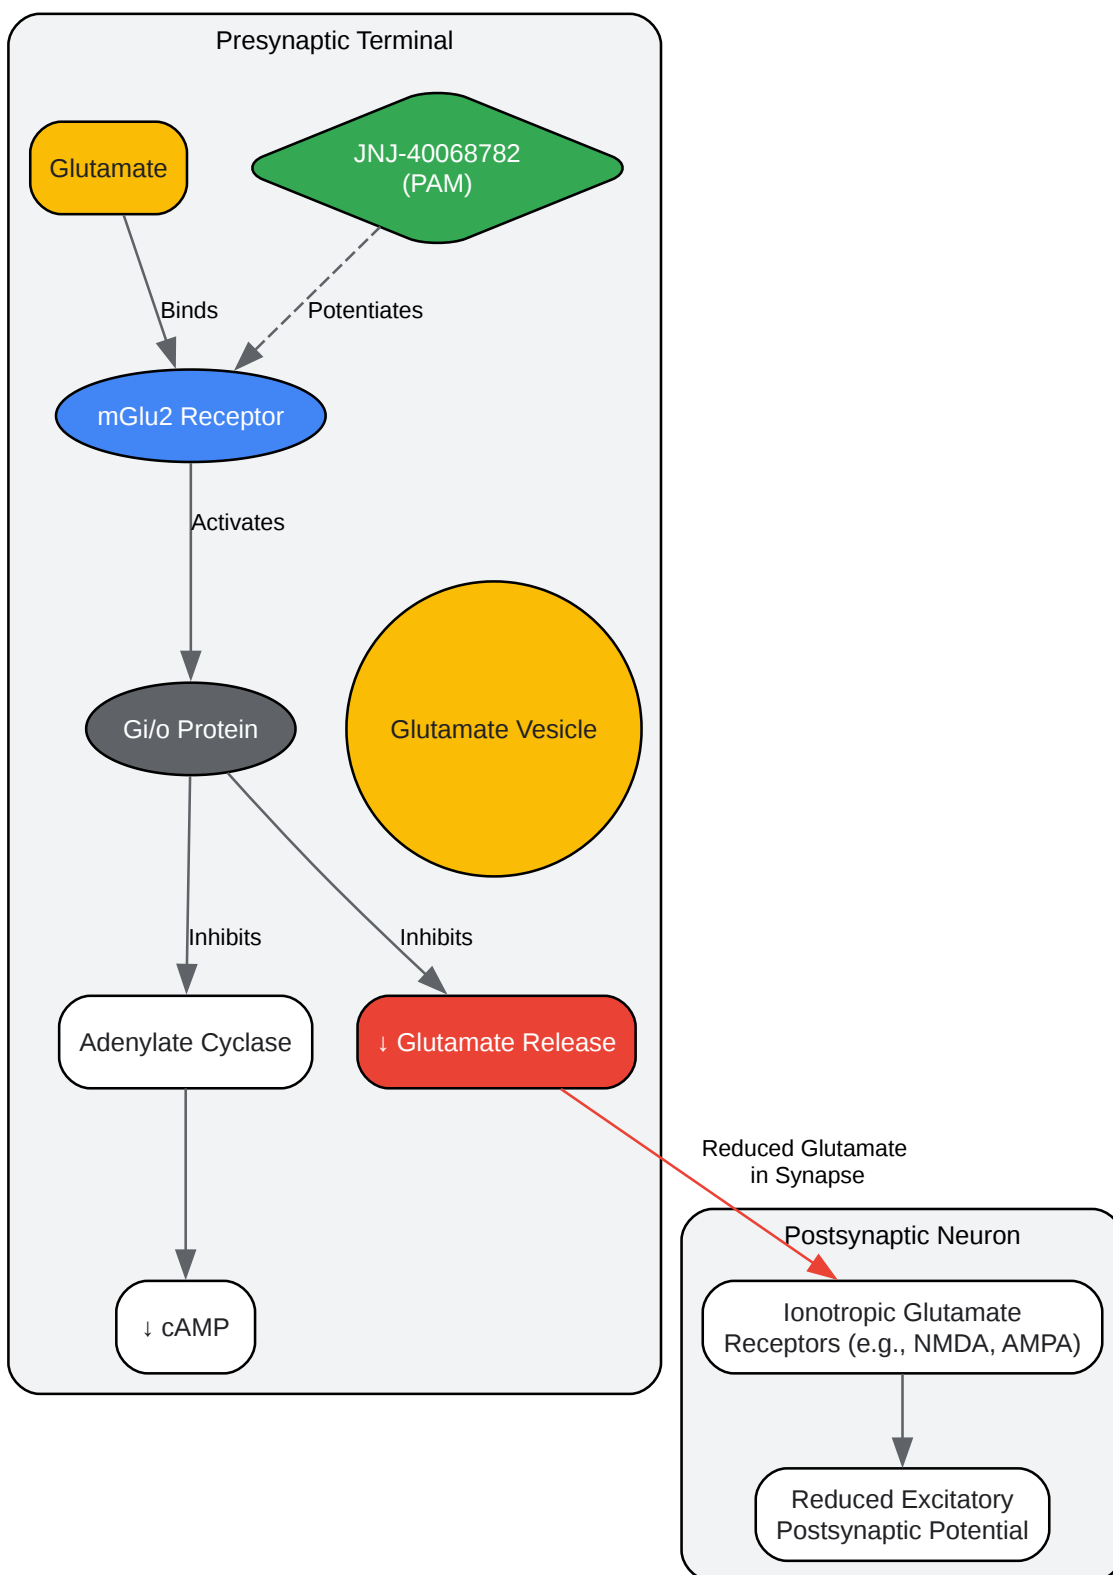 Presynaptic Terminal
Glutamate
JNJ-40068782
(PAM)
Binds
Potentiates
mGlu2 Receptor
Activates
Gi/o Protein
Glutamate Vesicle
Inhibits
Inhibits
Adenylate Cyclase
↓ Glutamate Release
Reduced Glutamate
in Synapse
Postsynaptic Neuron
↓ cAMP
Ionotropic Glutamate
Receptors (e.g., NMDA, AMPA)
Reduced Excitatory
Postsynaptic Potential